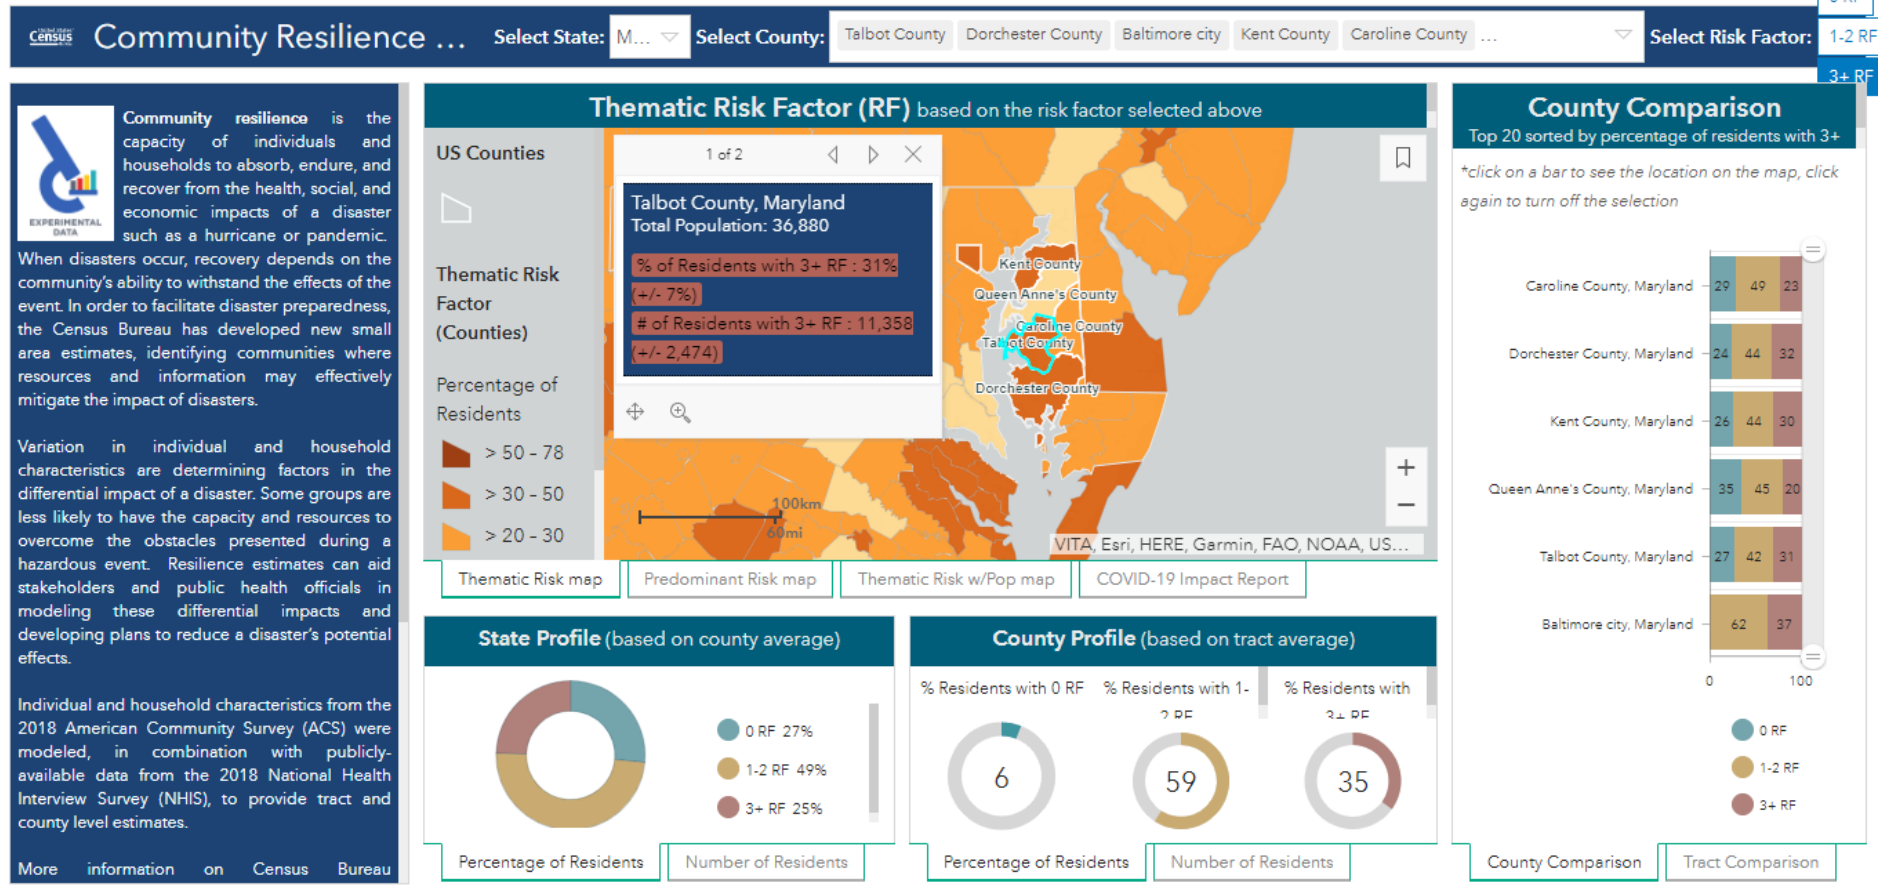 United States®
Census
Community Resilience ...
Select State:
M...
Select County:
Talbot County
Dorchester County
Baltimore city
Kent County
Caroline County
...
Select Risk Factor:
1-2 RF
3+ RF
EXPERIMENTAL
DATA
Community resilience is the
capacity of individuals and
households to absorb, endure, and
recover from the health, social, and
economic impacts of a disaster
such as a hurricane or pandemic.
When disasters occur, recovery depends on the
community's ability to withstand the effects of the
event. In order to facilitate disaster preparedness,
the Census Bureau has developed new small
area estimates, identifying communities where
resources and information may effectively
mitigate the impact of disasters.
Variation in individual and household
characteristics are determining factors in the
differential impact of a disaster. Some groups are
less likely to have the capacity and resources to
overcome the obstacles presented during a
hazardous event. Resilience estimates can aid
stakeholders and public health officials in
modeling these differential impacts and
developing plans to reduce a disaster's potential
effects.
Individual and household characteristics from the
2018 American Community Survey (ACS) were
modeled, in combination with publicly-
available data from the 2018 National Health
Interview Survey (NHIS), to provide tract and
county level estimates.
More information on Census Bureau
Thematic Risk Factor (RF) based on the risk factor selected above
US Counties
Thematic Risk
Factor
(Counties)
Percentage of
Residents
> 50 - 78
> 30 - 50
> 20 - 30
1 of 2
Talbot County, Maryland
Total Population: 36,880
% of Residents with 3+ RF : 31%
(+/- 7%)
# of Residents with 3+ RF : 11,358
(+/- 2,474)
Kent County
Queen Anne's County
Caroline County
Talbot County
Dorchester County
100km
60mi
+
−
VITA, Esri, HERE, Garmin, FAO, NOAA, US...
Thematic Risk map
Predominant Risk map
Thematic Risk w/Pop map
COVID-19 Impact Report
State Profile (based on county average)
0 RF 27%
1-2 RF 49%
3+ RF 25%
Percentage of Residents
Number of Residents
County Profile (based on tract average)
% Residents with 0 RF
% Residents with 1-
2 RF
% Residents with
3+ RF
6
59
35
Percentage of Residents
Number of Residents
County Comparison
Top 20 sorted by percentage of residents with 3+
*click on a bar to see the location on the map, click
again to turn off the selection
Caroline County, Maryland 29 49 23
Dorchester County, Maryland 24 44 32
Kent County, Maryland 26 44 30
Queen Anne's County, Maryland 35 45 20
Talbot County, Maryland 27 42 31
Baltimore city, Maryland 62 37
0 100
0 RF
1-2 RF
3+ RF
County Comparison
Tract Comparison